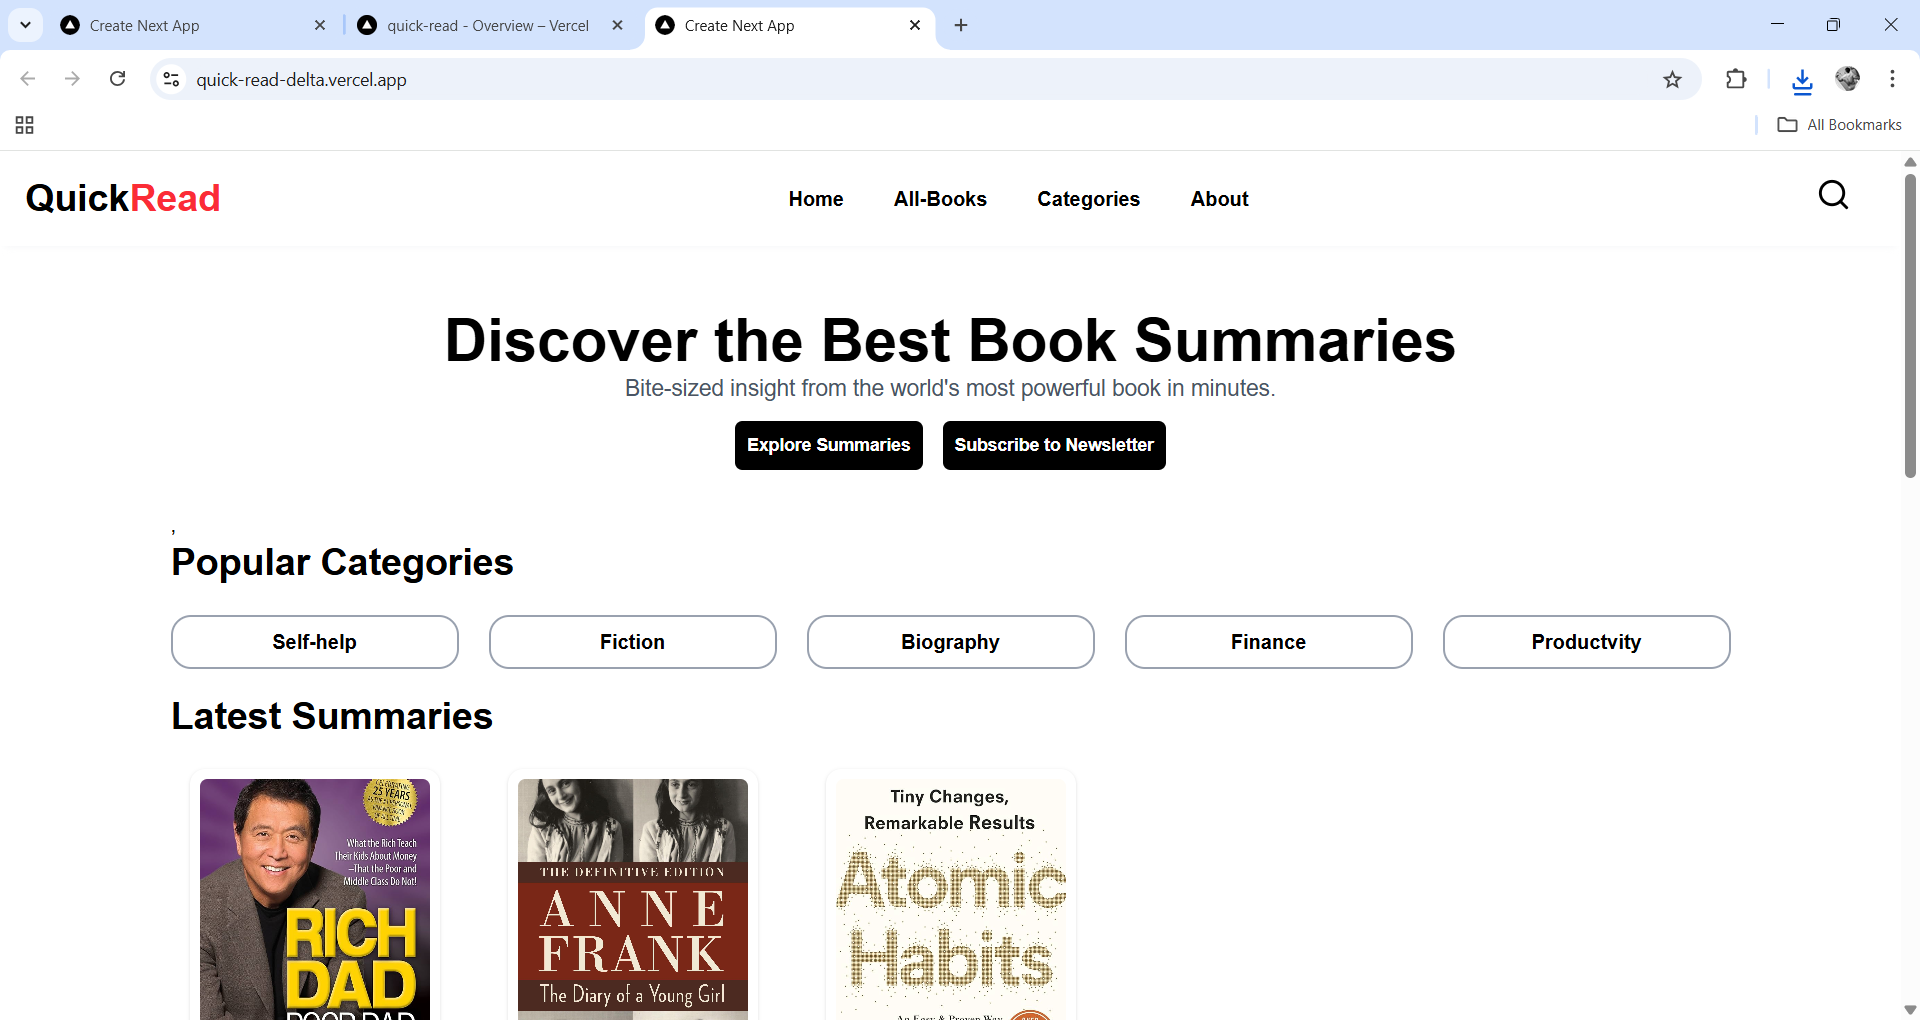 Create Next App
quick-read - Overview – Vercel
Create Next App
quick-read-delta.vercel.app
All Bookmarks
QuickRead
Home
All-Books
Categories
About
Discover the Best Book Summaries
Bite-sized insight from the world's most powerful book in minutes.
Explore Summaries
Subscribe to Newsletter
,
Popular Categories
Self-help
Fiction
Biography
Finance
Productvity
Latest Summaries
25 YEARS
What the Rich Teach
Their Kids About Money
–That the Poor and
Middle Class Do Not!
RICH
DAD
POOR DAD
THE DEFINITIVE EDITION
ANNE
FRANK
The Diary of a Young Girl
Tiny Changes,
Remarkable Results
Atomic
Habits
An Easy & Proven Way